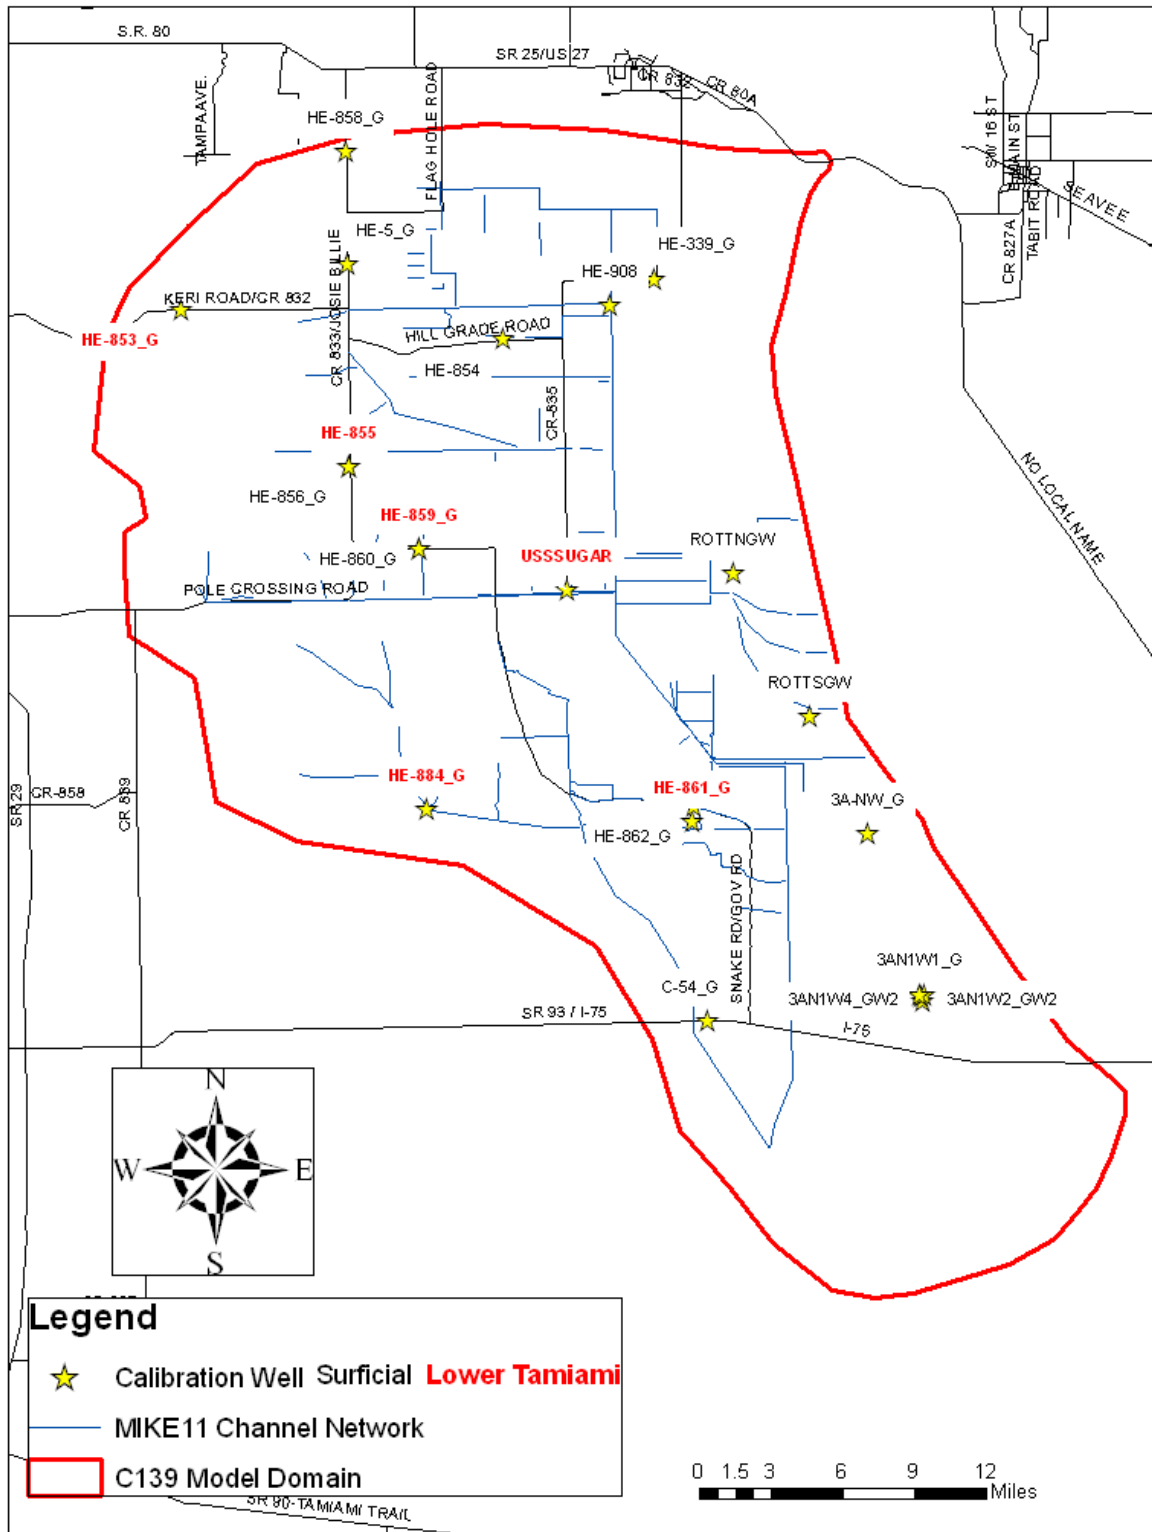 S.R. 80
SR 25/US 27
CR 832
CR 80A
TAMPA AVE.
HE-858_G
FLAG HOLE ROAD
SW 16 ST
E MAIN ST
TABIT ROAD
SEAVEE
CR 827A
HE-5_G
HE-339_G
HE-908
KERI ROAD/CR 832
CR 833/JOSIE BILLIE
HILL GRADE ROAD
HE-853_G
HE-854
CR-835
HE-855
NO LOCAL NAME
HE-856_G
HE-859_G
HE-860_G
USSSUGAR
ROTTNGW
POLE CROSSING ROAD
ROTTSGW
HE-884_G
HE-861_G
SR 29
CR-858
CR 839
3A-NW_G
HE-862_G
SNAKE RD/GOV RD
3AN1W1_G
C-54_G
3AN1W4_GW2
3AN1W2_GW2
SR 93 / I-75
I-75
N
W E
S
Legend
Calibration Well Surficial Lower Tamiami
MIKE11 Channel Network
C139 Model Domain
0 1.5 3 6 9 12
Miles
SR 90-TAMIAMI TRAIL